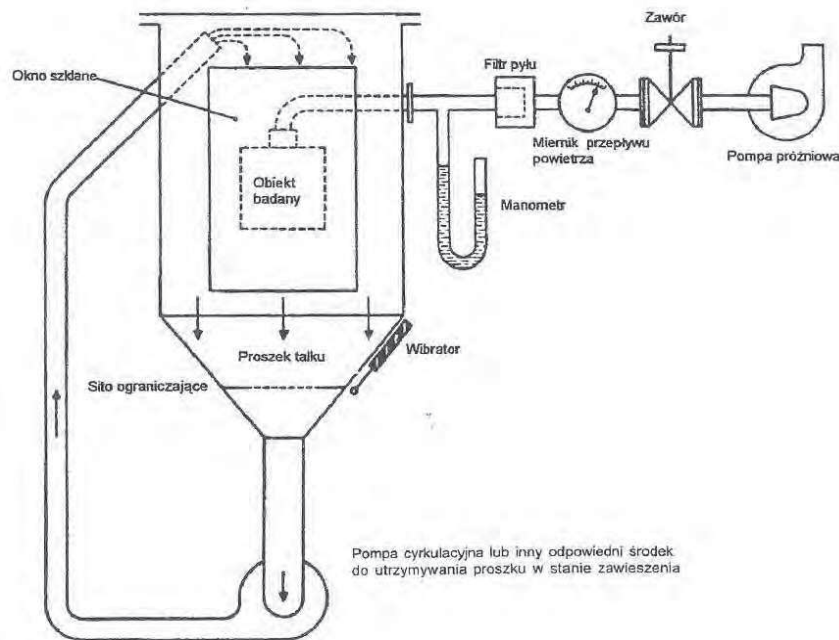 Zawór
Okno szklane
Filtr pyłu
Miernik przepływu
powietrza
Pompa próżniowa
Obiekt
badany
Manometr
Proszek talku
Wibrator
Sito ograniczające
Pompa cyrkulacyjna lub inny odpowiedni środek
do utrzymywania proszku w stanie zawieszenia